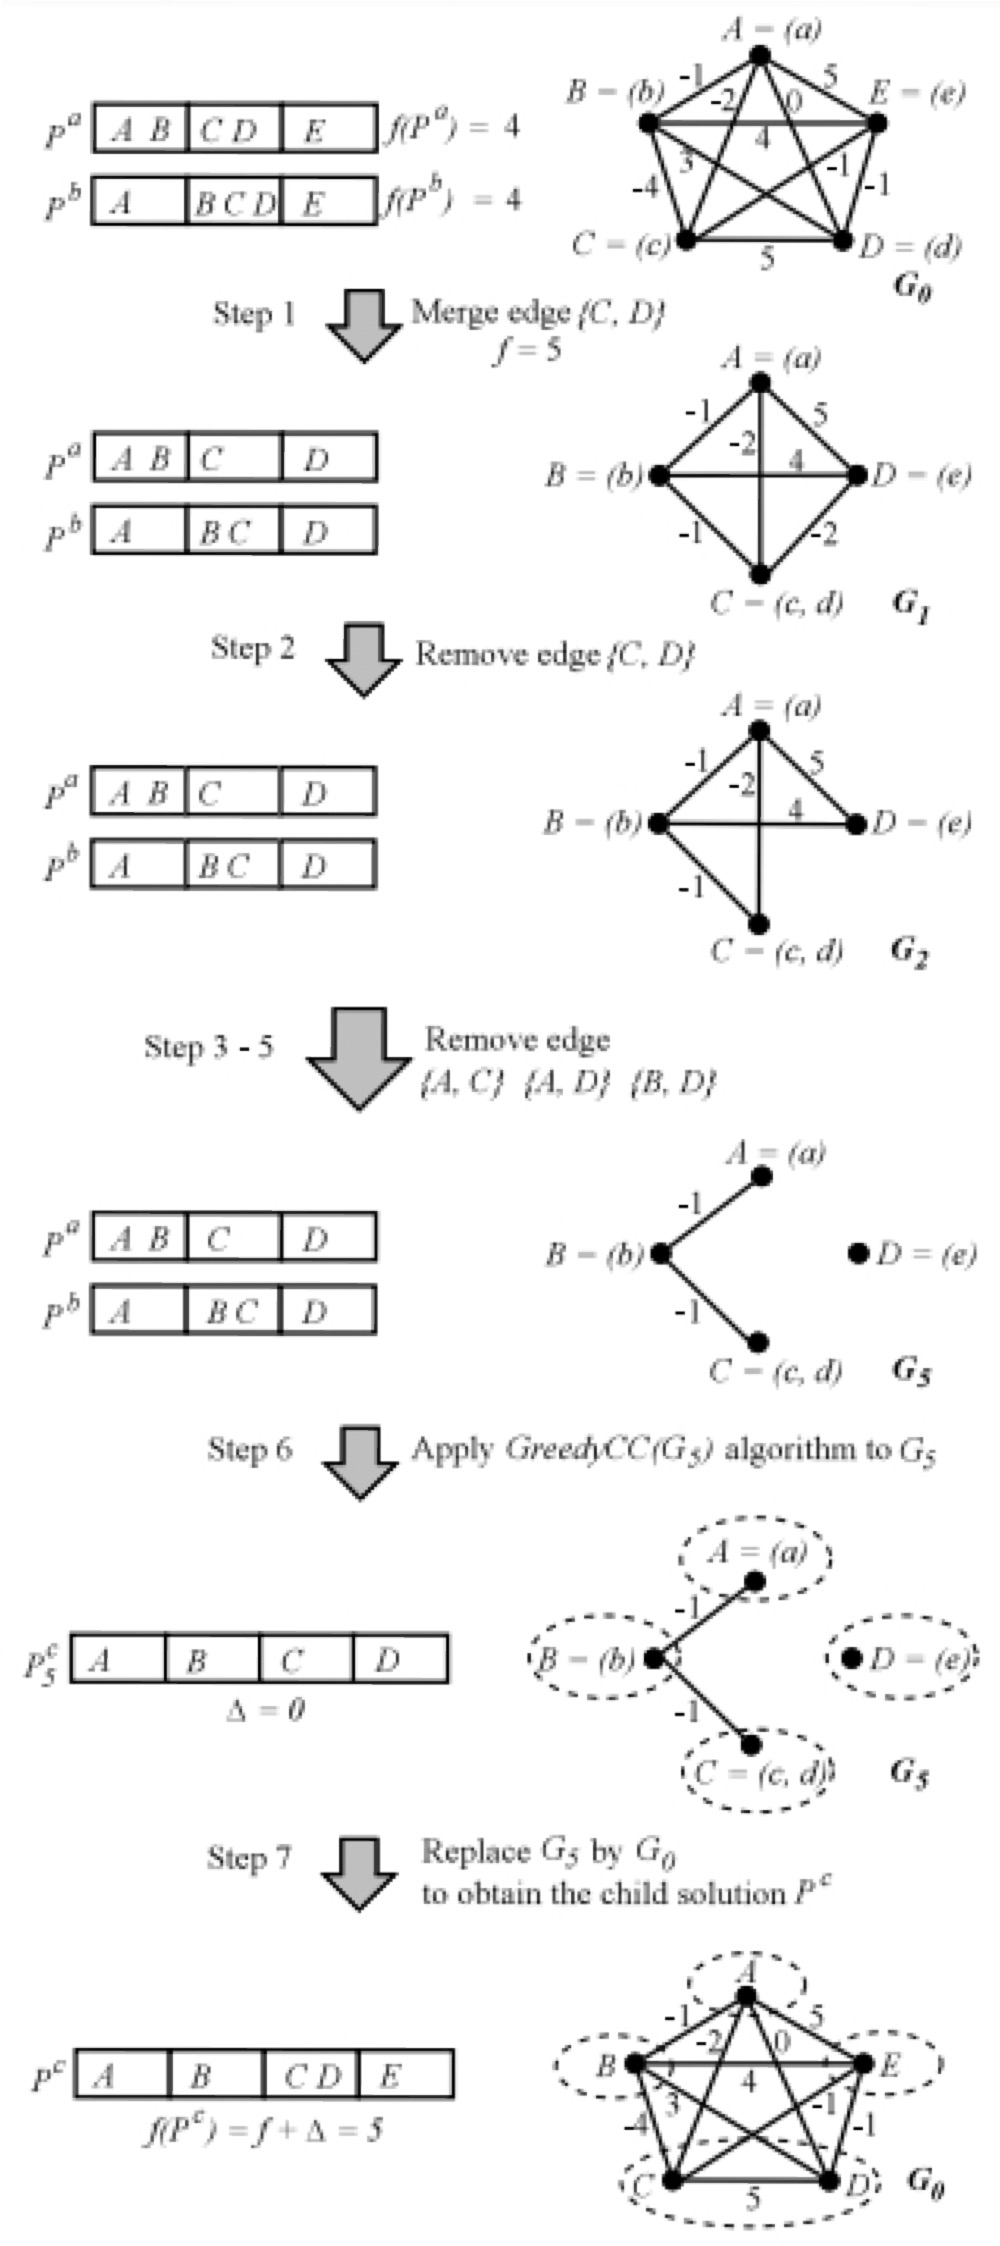 A = (a)
-1 5
B = (b) -2 0 E = (e)
P^a A B C D E f(P^a) = 4
4
3 -1
-4 -1
P^b A B C D E f(P^b) = 4
C = (c) D = (d)
5
G_0
Step 1 Merge edge {C, D}
f = 5
A = (a)
-1 5
-2 4
P^a A B C D
B = (b) D = (e)
P^b A B C D
-1 -2
C = (c, d) G_1
Step 2 Remove edge {C, D}
A = (a)
-1 5
-2 4
P^a A B C D
B = (b) D = (e)
P^b A B C D
-1
C = (c, d) G_2
Step 3 - 5 Remove edge
{A, C} {A, D} {B, D}
A = (a)
-1
P^a A B C D
B = (b) D = (e)
P^b A B C D
-1
C = (c, d) G_5
Step 6 Apply GreedyCC(G_5) algorithm to G_5
A = (a)
-1
P_5^c A B C D
B = (b) D = (e)
Δ = 0
-1
C = (c, d) G_5
Step 7 Replace G_5 by G_0
to obtain the child solution P^c
A
-1 5
-2 0
B E
P^c A B C D E
4
3 -1
-4 -1
f(P^c) = f + Δ = 5
C D G_0
5